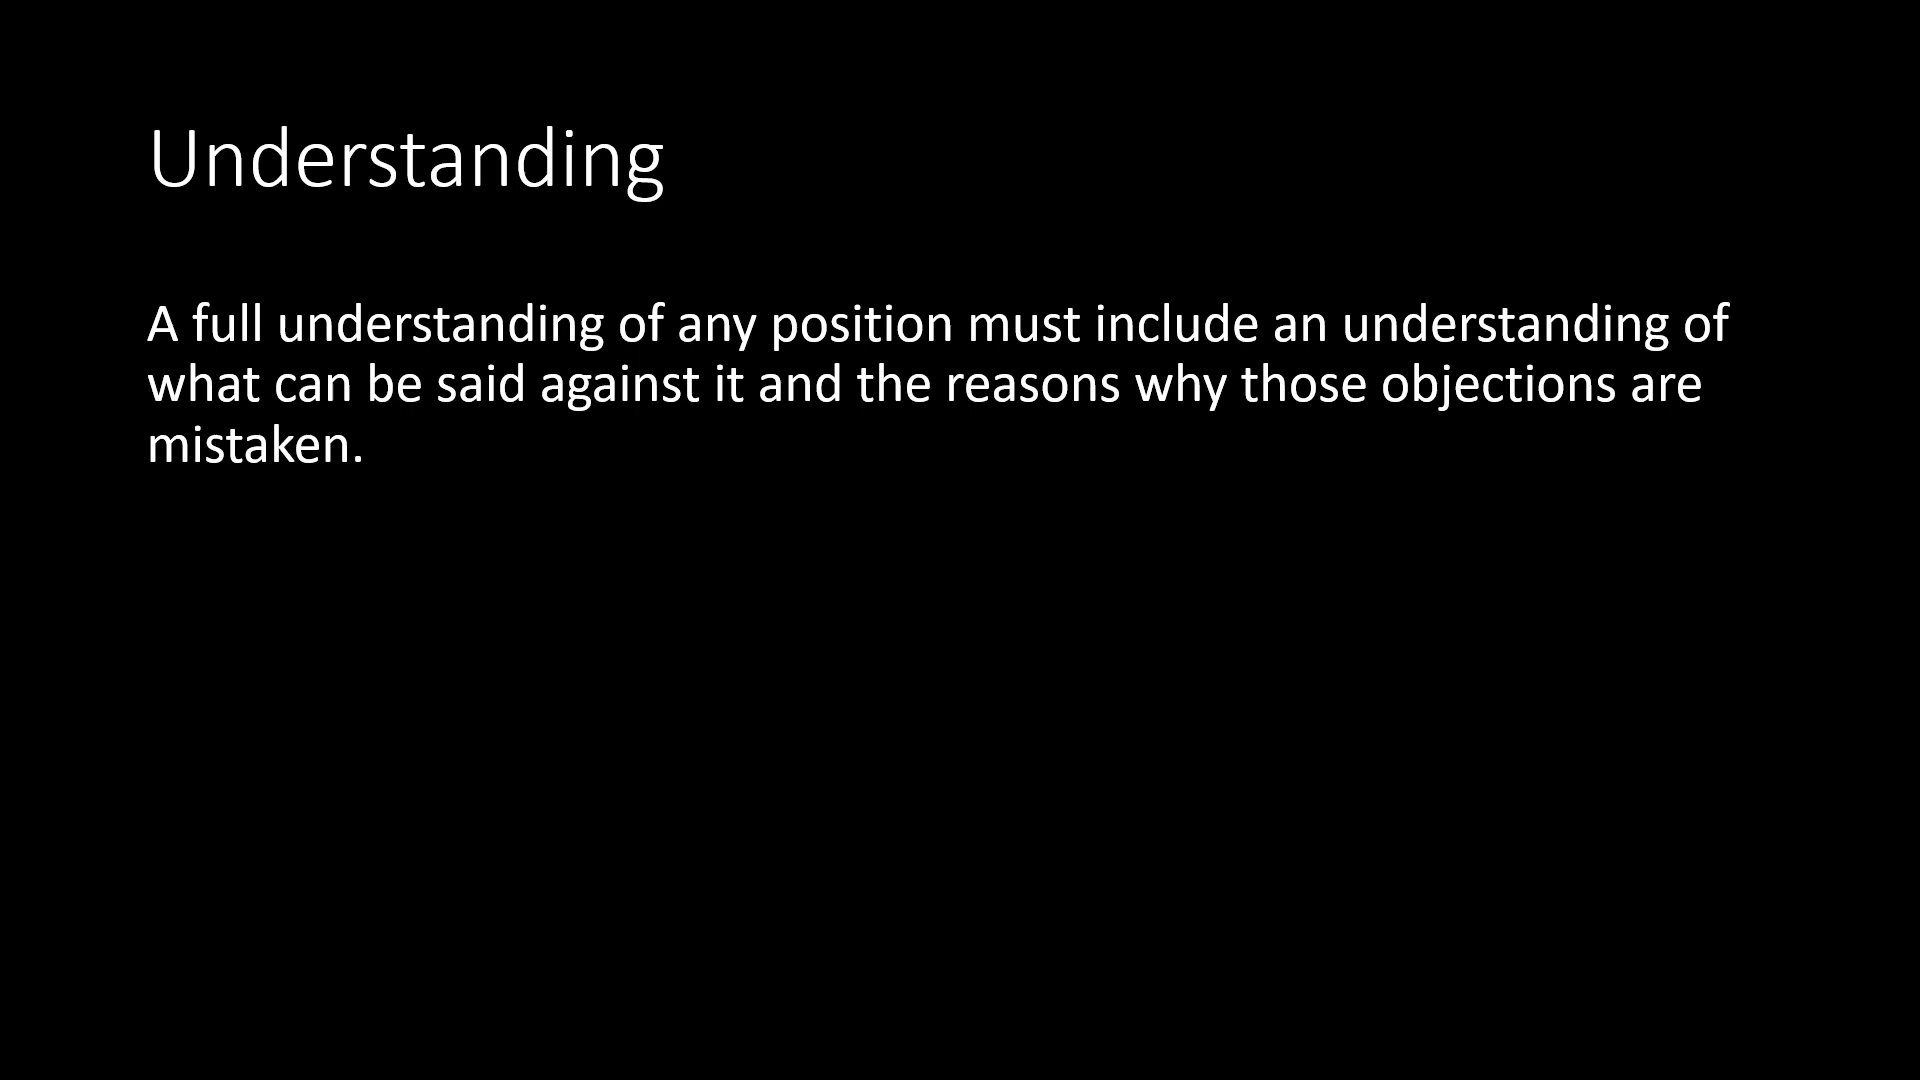 Understanding
A full understanding of any position must include an understanding of
what can be said against it and the reasons why those objections are
mistaken.